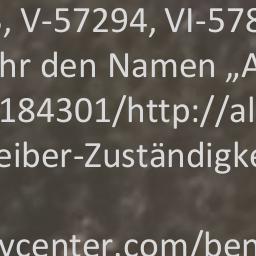 , V-57294, VI-578
hr den Namen „A
184301/http://al
eiber-Zuständigke
ycenter.com/ben